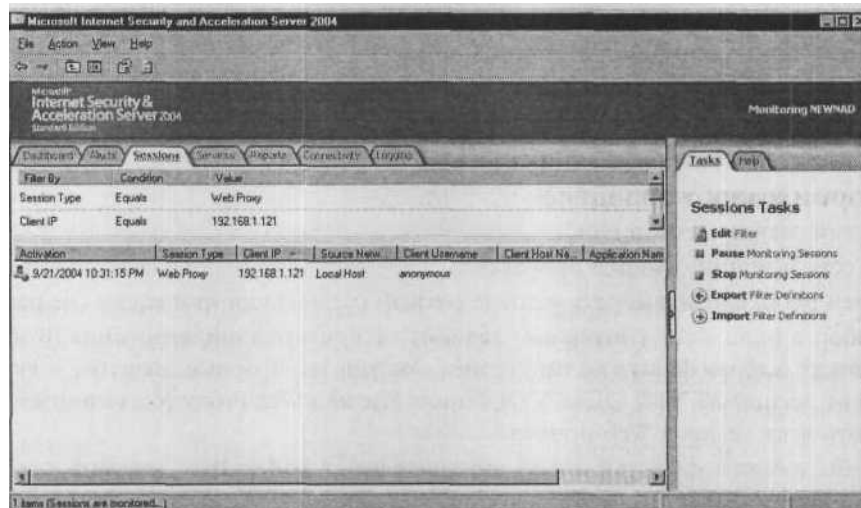 Microsoft Internet Security and Acceleration Server 2004
File Action View Help
Microsoft
Internet Security &
Acceleration Server 2004
Standard Edition
Monitoring NEWNAD
Dashboard Alerts Sessions Services Reports Connectivity Logging
Filter By Condition Value
Session Type Equals Web Proxy
Client IP Equals 192.168.1.121
Activation Session Type Client IP Source Netw... Client Username Client Host Na... Application Nam
9/21/2004 10:31:15 PM Web Proxy 192.168.1.121 Local Host anonymous
Tasks Help
Sessions Tasks
Edit Filter
Pause Monitoring Sessions
Stop Monitoring Sessions
Export Filter Definitions
Import Filter Definitions
1 items (Sessions are monitored...)